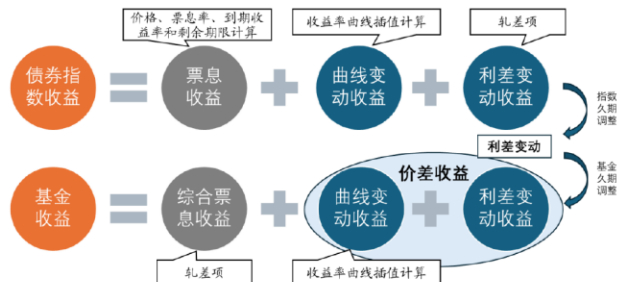 价格、票息率、到期收
益率和剩余期限计算
收益率曲线插值计算
轧差项
债券指
数收益
票息
收益
曲线变
动收益
利差变
动收益
指数
久期
调整
利差变动
价差收益
基金
久期
调整
基金
收益
综合票
息收益
曲线变
动收益
利差变
动收益
轧差项
收益率曲线插值计算